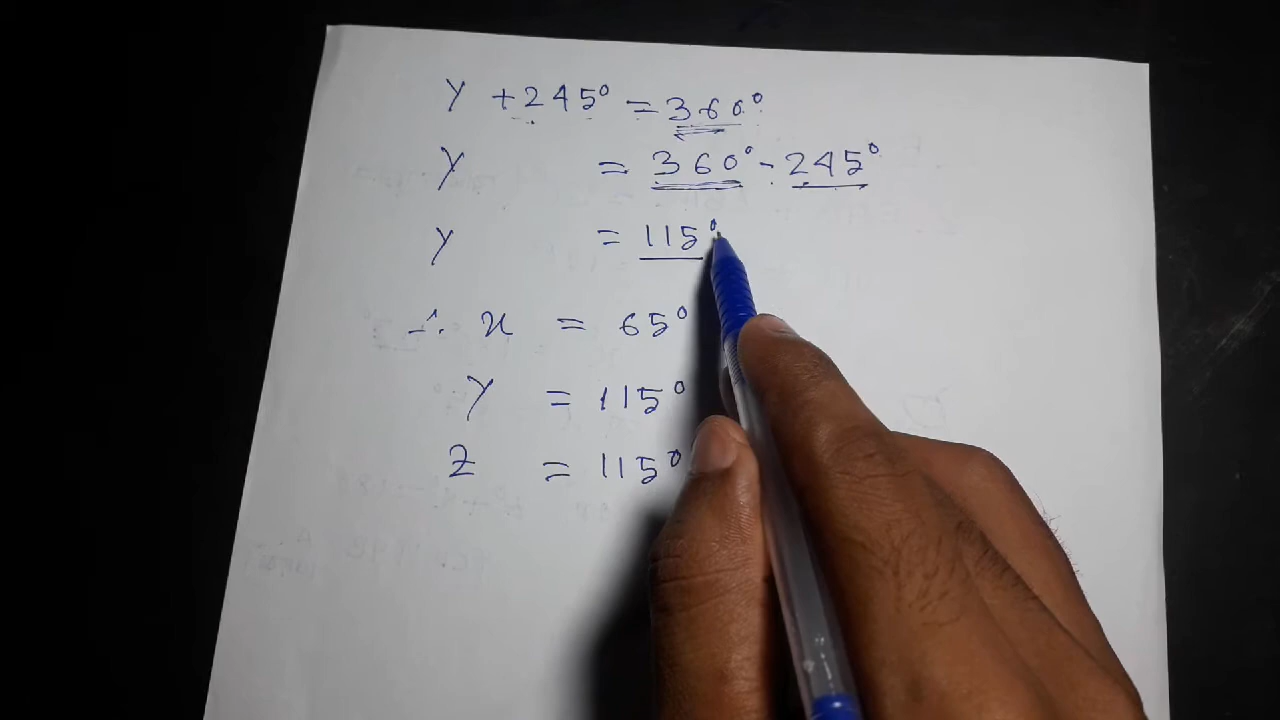 y + 245° = 360°
y = 360° - 245°
y = 115°
∴ x = 65°
y = 115°
z = 115°